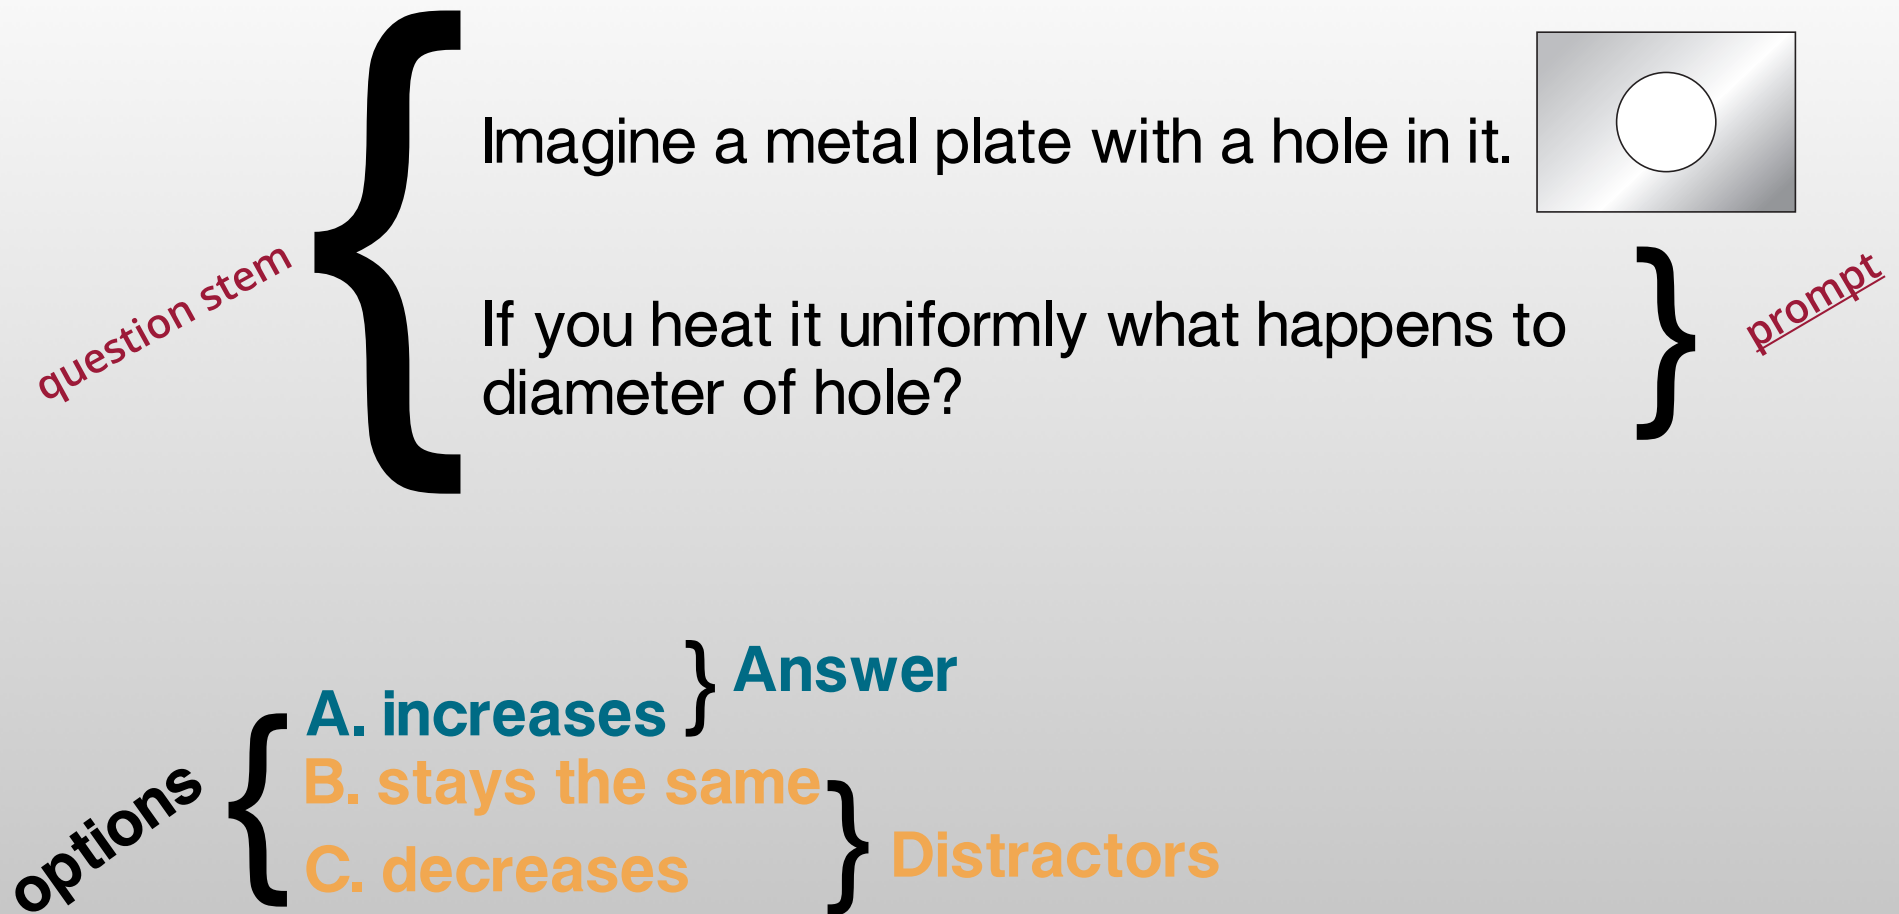 Imagine a metal plate with a hole in it.
question stem
If you heat it uniformly what happens to
diameter of hole?
prompt
Answer
A. increases
B. stays the same
options
C. decreases
Distractors